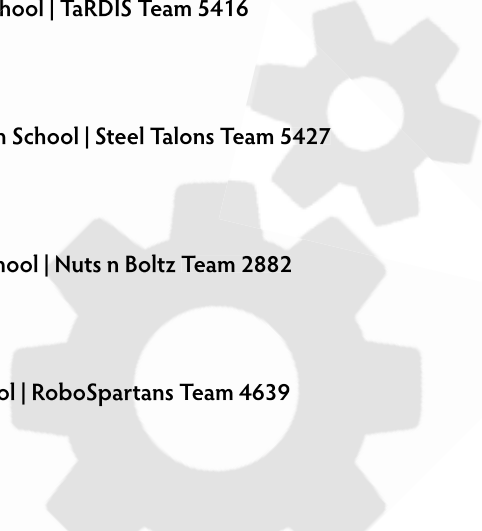 hool | TaRDIS Team 5416
School | Steel Talons Team 5427
hool | Nuts n Boltz Team 2882
ol | RoboSpartans Team 4639